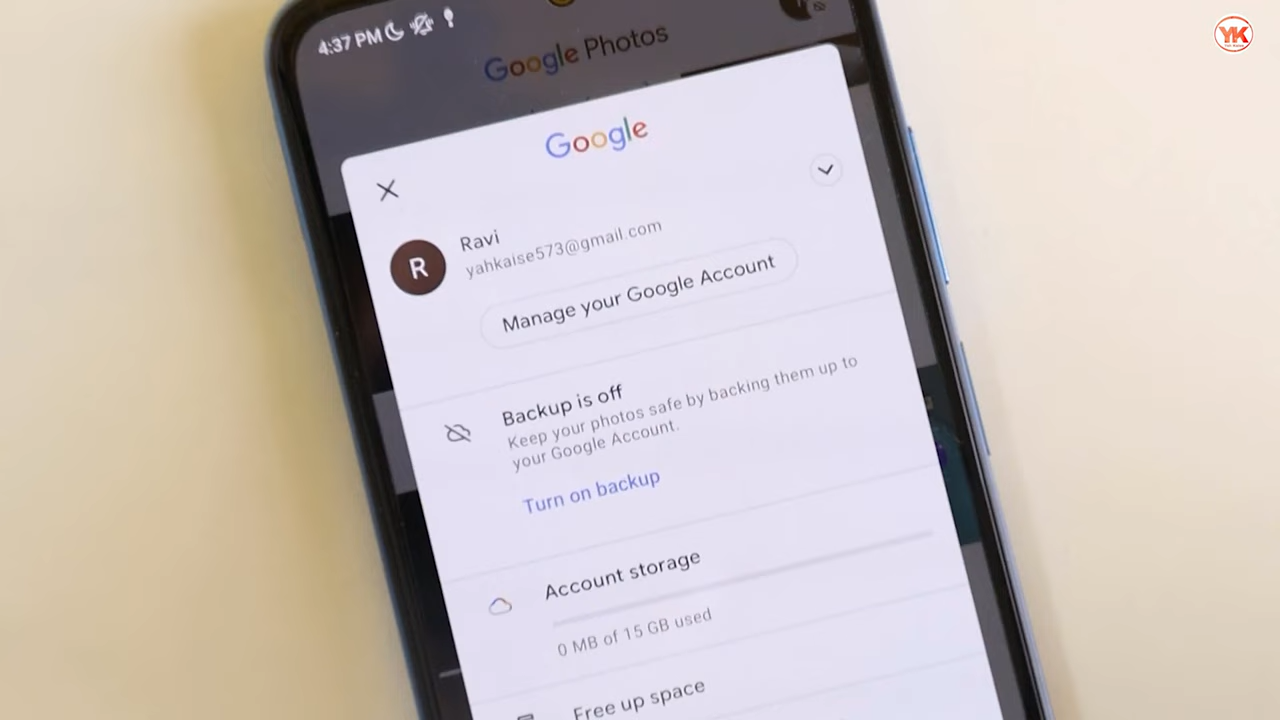 YK
4:37 PM
Google Photos
Google
Ravi
yahkaise573@gmail.com
R
Manage your Google Account
Backup is off
Keep your photos safe by backing them up to
your Google Account.
Turn on backup
Account storage
0 MB of 15 GB used
Free up space